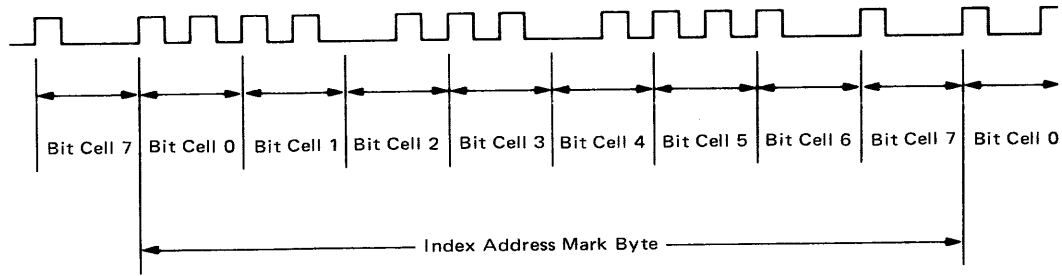 Bit Cell 7 Bit Cell 0 Bit Cell 1 Bit Cell 2 Bit Cell 3 Bit Cell 4 Bit Cell 5 Bit Cell 6 Bit Cell 7 Bit Cell 0
Index Address Mark Byte